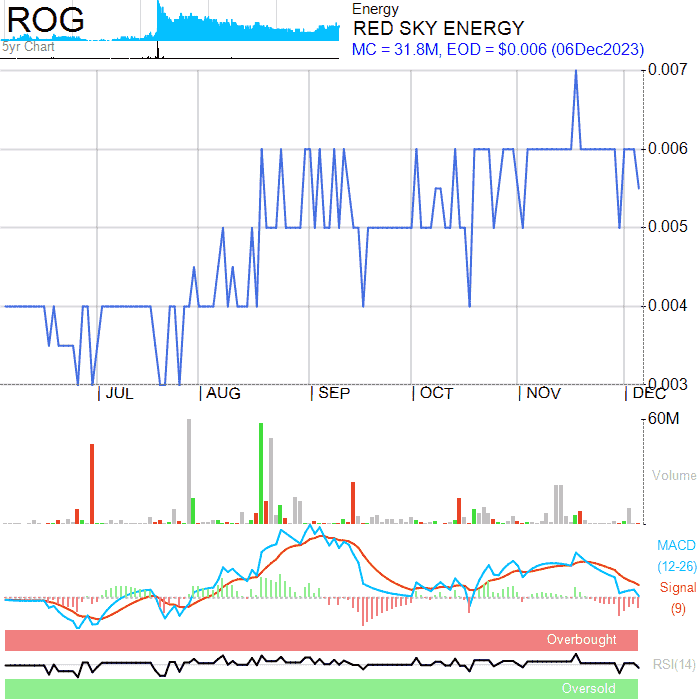 ROG
5yr Chart
Energy
RED SKY ENERGY
MC = 31.8M, EOD = $0.006 (06Dec2023)
0.007
0.006
0.005
0.004
0.003
JUL AUG SEP OCT NOV DEC
60M
Volume
MACD
(12-26)
Signal
(9)
Overbought
RSI(14)
Oversold